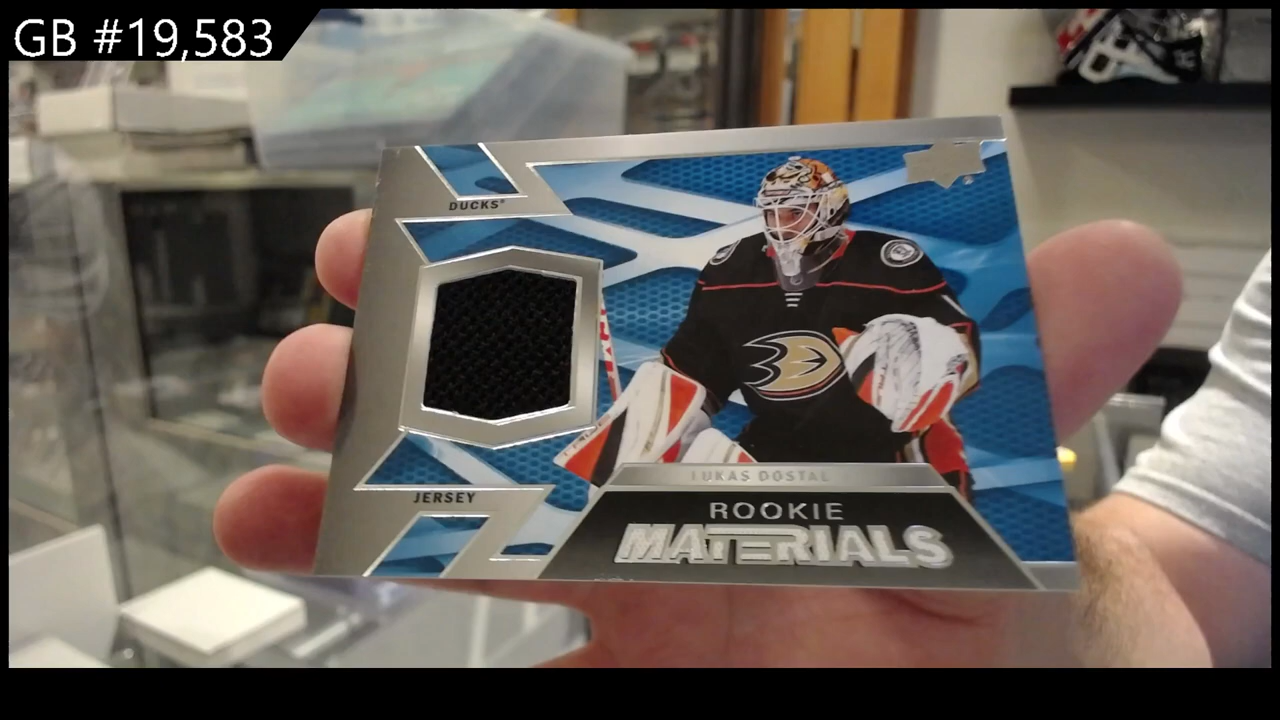 GB #19,583
DUCKS
JERSEY
LUKAS DOSTAL
ROOKIE
MATERIALS